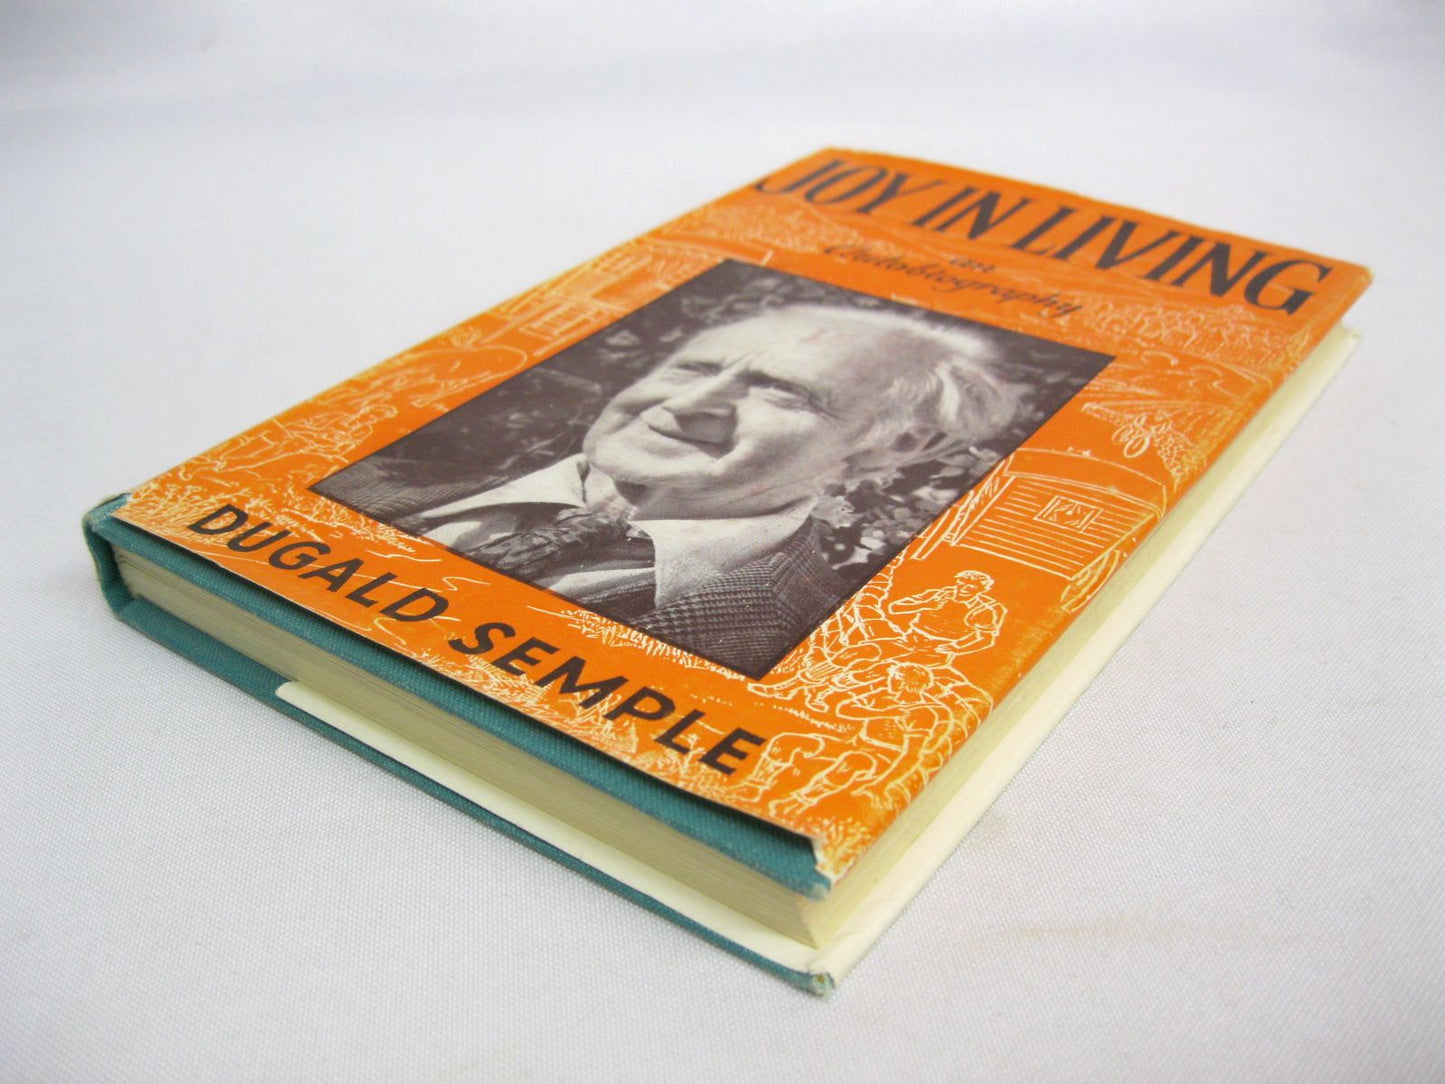 JOY IN LIVING
an
Autobiography
DUGALD SEMPLE